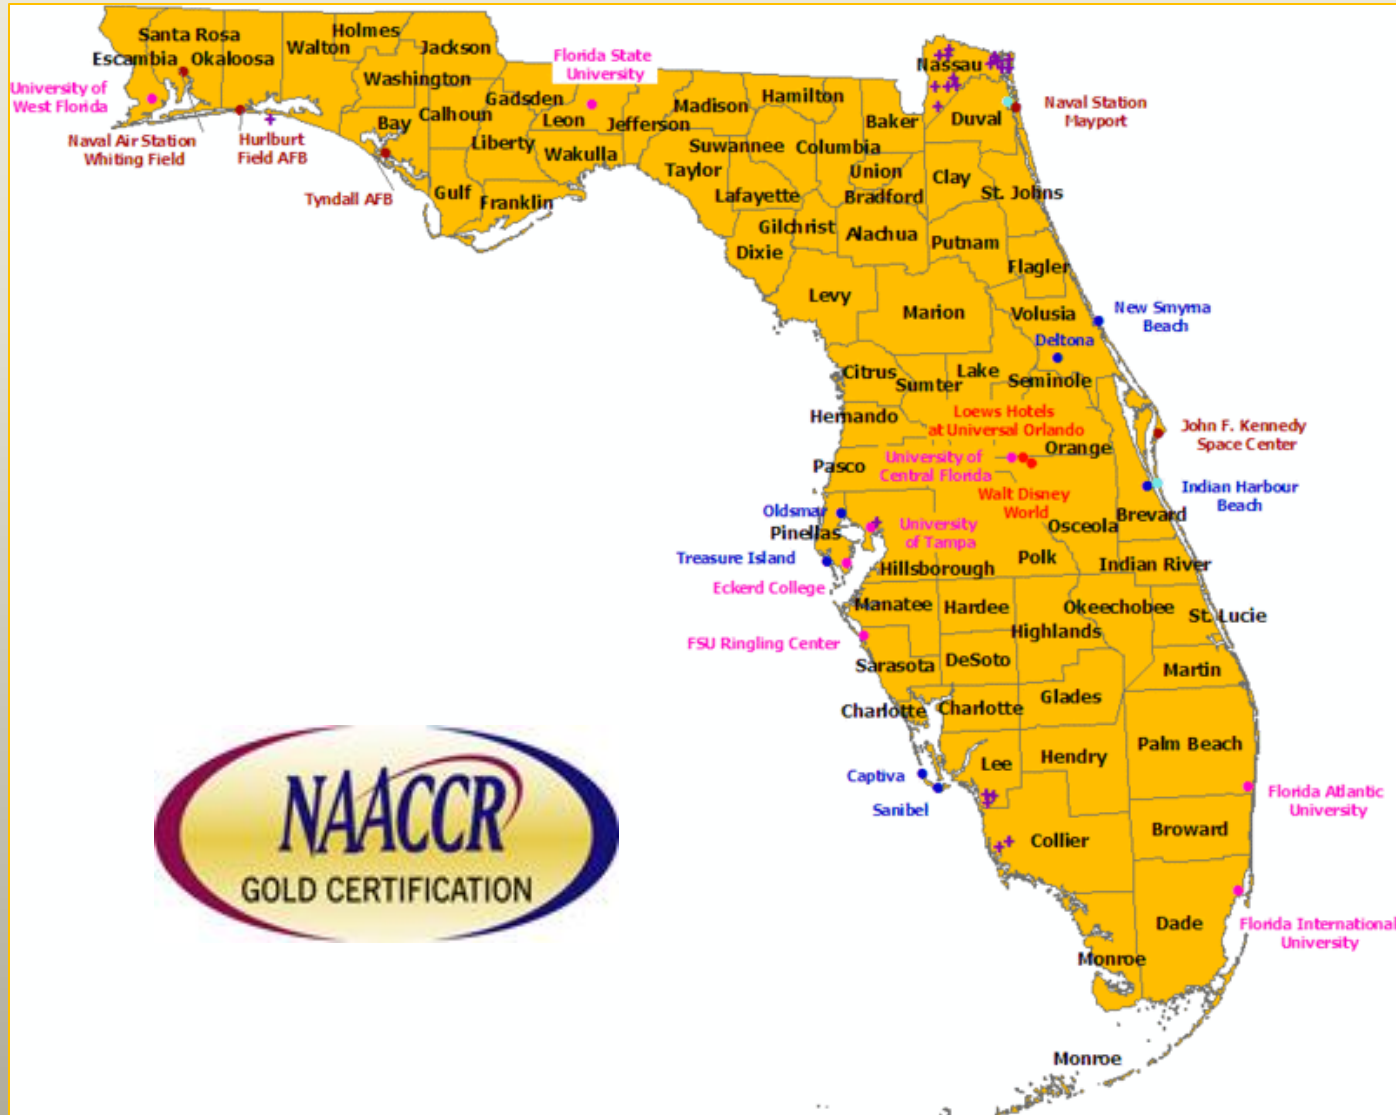 Santa Rosa
Holmes
Escambia
Okaloosa
Walton
Jackson
Washington
University of
West Florida
Naval Air Station
Whiting Field
Hurlburt
Field AFB
Bay
Calhoun
Gadsden
Florida State
University
Leon
Liberty
Wakulla
Jefferson
Tyndall AFB
Gulf
Franklin
Madison
Hamilton
Suwannee
Columbia
Taylor
Lafayette
Baker
Nassau
Duval
Naval Station
Mayport
Union
Bradford
Clay
St. Johns
Gilchrist
Alachua
Putnam
Dixie
Flagler
Levy
Marion
Volusia
New Smyrna
Beach
Deltona
Citrus
Sumter
Lake
Seminole
Hernando
Loews Hotels
at Universal Orlando
Orange
John F. Kennedy
Space Center
Pasco
University of
Central Florida
Walt Disney
World
Indian Harbour
Beach
Oldsmar
Pinellas
University
of Tampa
Osceola
Brevard
Treasure Island
Hillsborough
Polk
Indian River
Eckerd College
Manatee
Hardee
Okeechobee
St. Lucie
Highlands
FSU Ringling Center
Sarasota
DeSoto
Martin
Charlotte
Charlotte
Glades
Palm Beach
Captiva
Lee
Hendry
Sanibel
Florida Atlantic
University
Collier
Broward
Dade
Florida International
University
Monroe
Monroe
NAACCR
GOLD CERTIFICATION